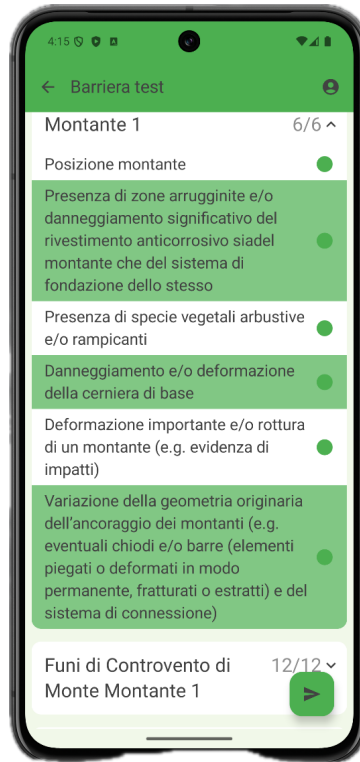 4:15
Barriera test
Montante 1 6/6
Posizione montante
Presenza di zone arrugginite e/o
danneggiamento significativo del
rivestimento anticorrosivo siadel
montante che del sistema di
fondazione dello stesso
Presenza di specie vegetali arbustive
e/o rampicanti
Danneggiamento e/o deformazione
della cerniera di base
Deformazione importante e/o rottura
di un montante (e.g. evidenza di
impatti)
Variazione della geometria originaria
dell'ancoraggio dei montanti (e.g.
eventuali chiodi e/o barre (elementi
piegati o deformati in modo
permanente, fratturati o estratti) e del
sistema di connessione)
Funi di Controvento di 12/12
Monte Montante 1